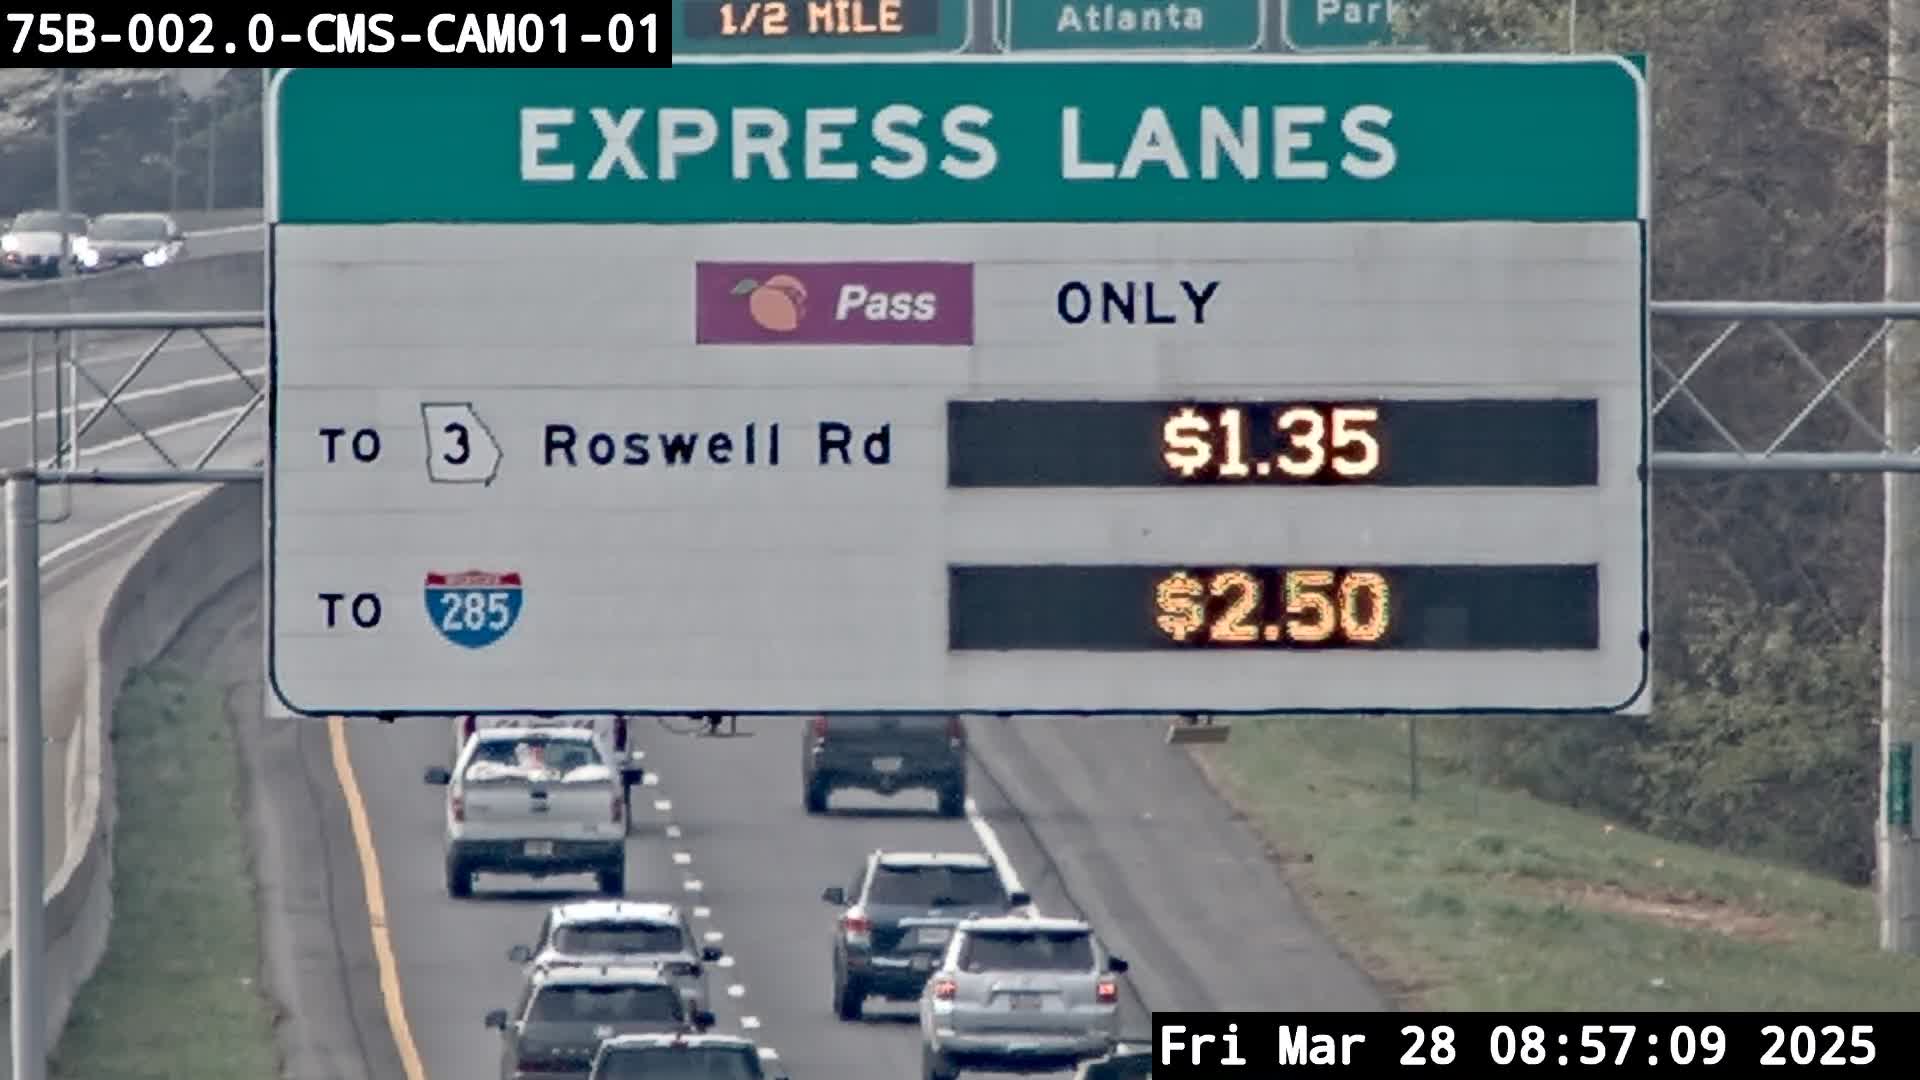 75B-002.0-CMS-CAM01-01
1/2 MILE
Atlanta
EXPRESS LANES
Pass ONLY
TO 3 Roswell Rd $1.35
TO 285 $2.50
Fri Mar 28 08:57:09 2025